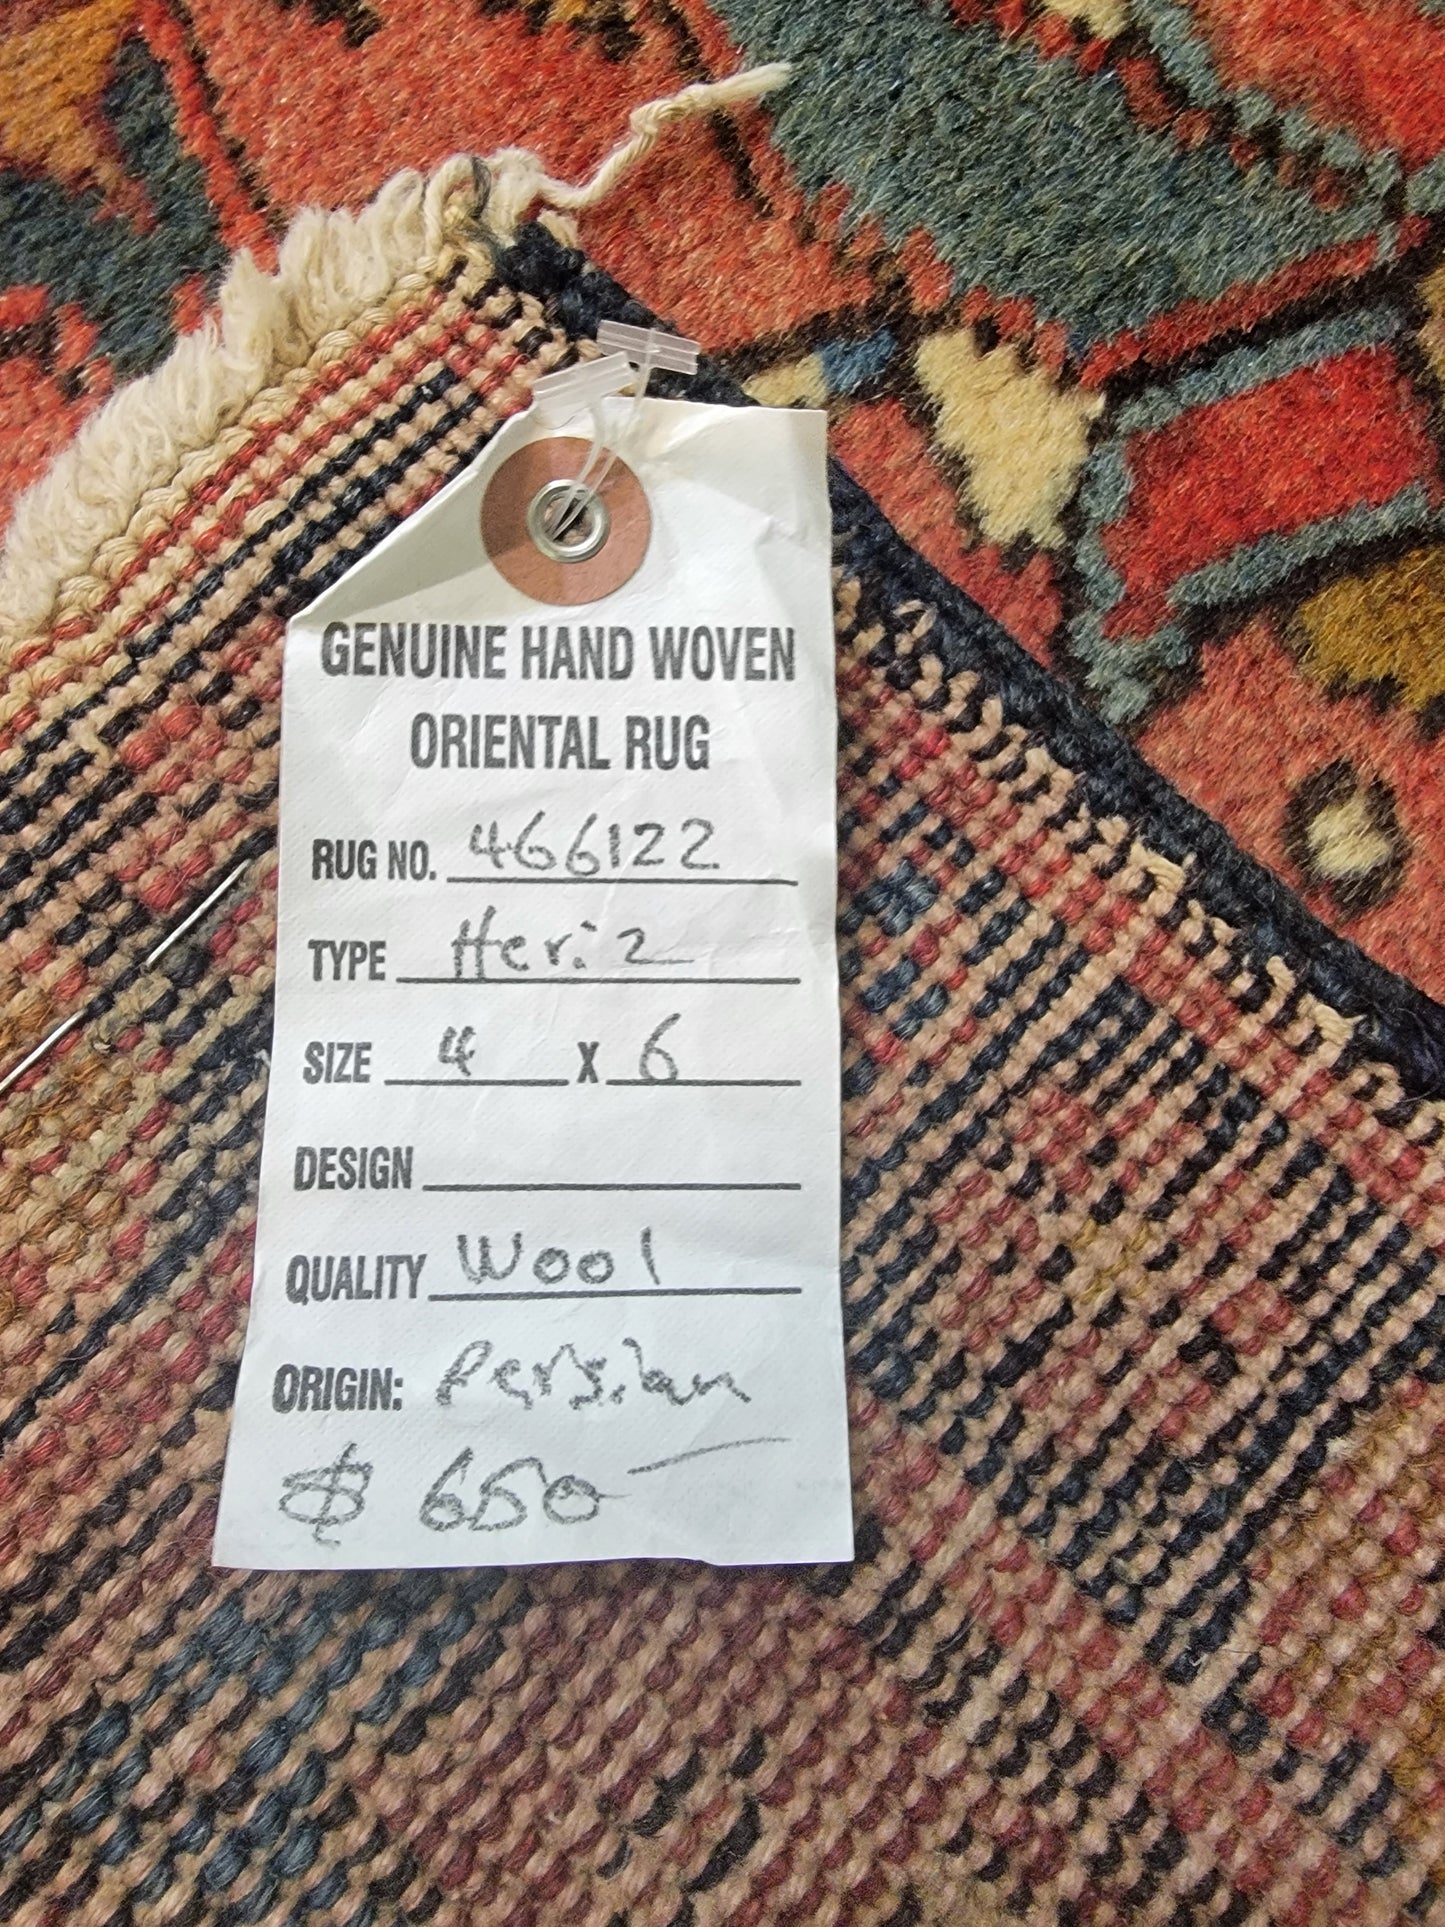 GENUINE HAND WOVEN
ORIENTAL RUG
RUG NO. 466122
TYPE Heriz
SIZE 4 X 6
DESIGN
QUALITY Wool
ORIGIN: Persian
$ 650